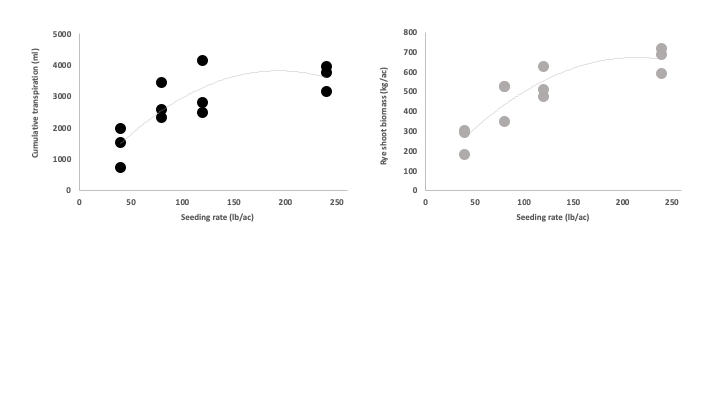 Cumulative transpiration (ml)
5000
4000
3000
2000
1000
0
0 50 100 150 200 250
Seeding rate (lb/ac)
Rye shoot biomass (kg/ac)
800
700
600
500
400
300
200
100
0
0 50 100 150 200 250
Seeding rate (lb/ac)